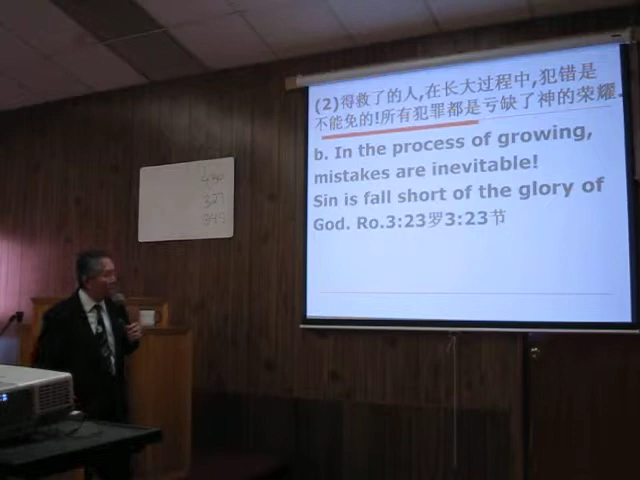 (2)得救了的人,在长大过程中,犯错是
不能免的!所有犯罪都是亏缺了神的荣耀.
b. In the process of growing,
mistakes are inevitable!
Sin is fall short of the glory of
God. Ro.3:23罗3:23节
327
345